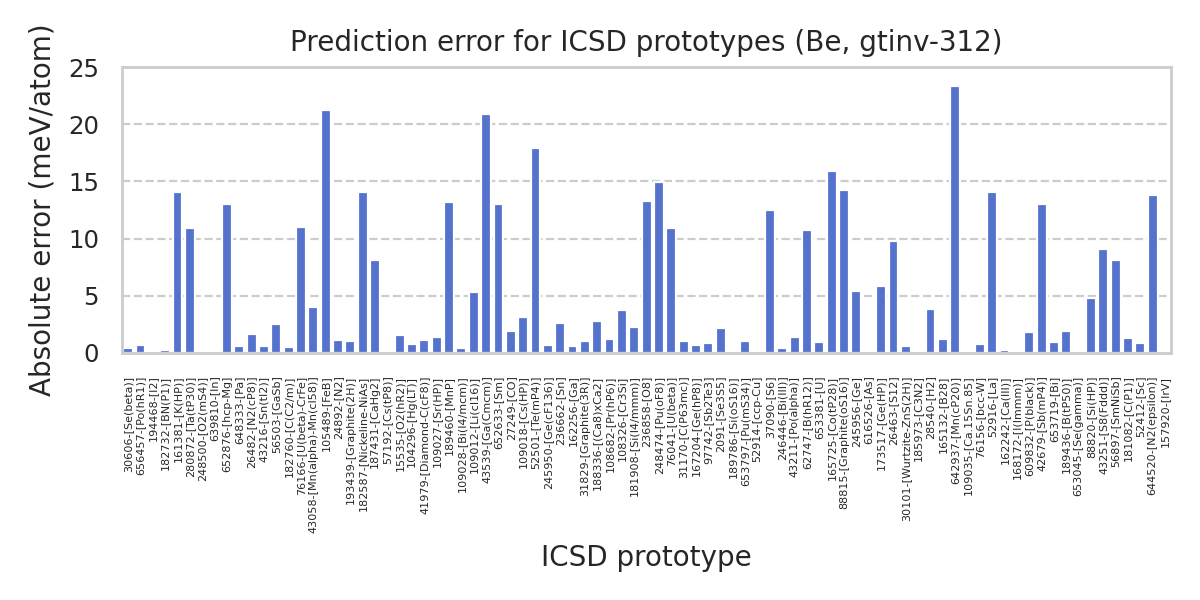 Prediction error for ICSD prototypes (Be, gtinv-312)
Absolute error (meV/atom)
25
20
15
10
5
0
30606-[Se(beta)]
656457-[Po(hR1)]
194468-[I2]
182732-[BN(P1)]
161381-[K(HP)]
280872-[Ta(tP30)]
248500-[O2(mS4)]
639810-[In]
652876-[hcp-Mg]
648333-[Pa]
26482-[N2(cP8)]
43216-[Sn(tI2)]
56503-[GaSb]
182760-[C(C2/m)]
76166-[U(beta)-CrFe]
43058-[Mn(alpha)-Mn(cI58)]
105489-[FeB]
24892-[N2]
193439-[Graphite(2H)]
182587-[Nickeline-NiAs]
187431-[CaHg2]
57192-[Cs(tP8)]
15535-[O2(hR2)]
104296-[Hg(LT)]
41979-[Diamond-C(cF8)]
109027-[Sr(HP)]
189460-[MnP]
109028-[Bi(I4/mcm)]
109012-[Li(cI16)]
43539-[Ga(Cmcm)]
652633-[Sm]
27249-[CO]
109018-[Cs(HP)]
52501-[Te(mP4)]
245950-[Ge(cF136)]
236662-[Sn]
162256-[Ga]
31829-[Graphite(3R)]
188336-[(Ca8)xCa2]
108682-[Pr(hP6)]
108326-[Cr3Si]
181908-[Si(I4/mmm)]
236858-[O8]
248474-[Pu(oF8)]
76041-[U(beta)]
31170-[C(P63mc)]
167204-[Ge(hP8)]
97742-[Sb2Te3]
2091-[Se3S5]
189786-[Si(oS16)]
653797-[Pu(mS34)]
52914-[ccp-Cu]
37090-[S6]
246446-[Bi(III)]
43211-[Po(alpha)]
62747-[B(hR12)]
653381-[U]
165725-[Co(tP28)]
88815-[Graphite(oS16)]
245956-[Ge]
616526-[As]
173517-[Ge(HP)]
26463-[S12]
30101-[Wurtzite-ZnS(2H)]
185973-[C3N2]
28540-[H2]
165132-[B28]
642937-[Mn(cP20)]
109035-[Ca.15Sn.85]
76156-[bcc-W]
52916-[La]
162242-[Ca(III)]
168172-[I(Immm)]
609832-[P(black)]
42679-[Sb(mP4)]
653719-[Bi]
189436-[B(tP50)]
653045-[Se(gamma)]
88820-[Si(HP)]
43251-[S8(Fddd)]
56897-[SmNiSb]
181082-[C(P1)]
52412-[Sc]
644520-[N2(epsilon)]
157920-[IrV]
ICSD prototype